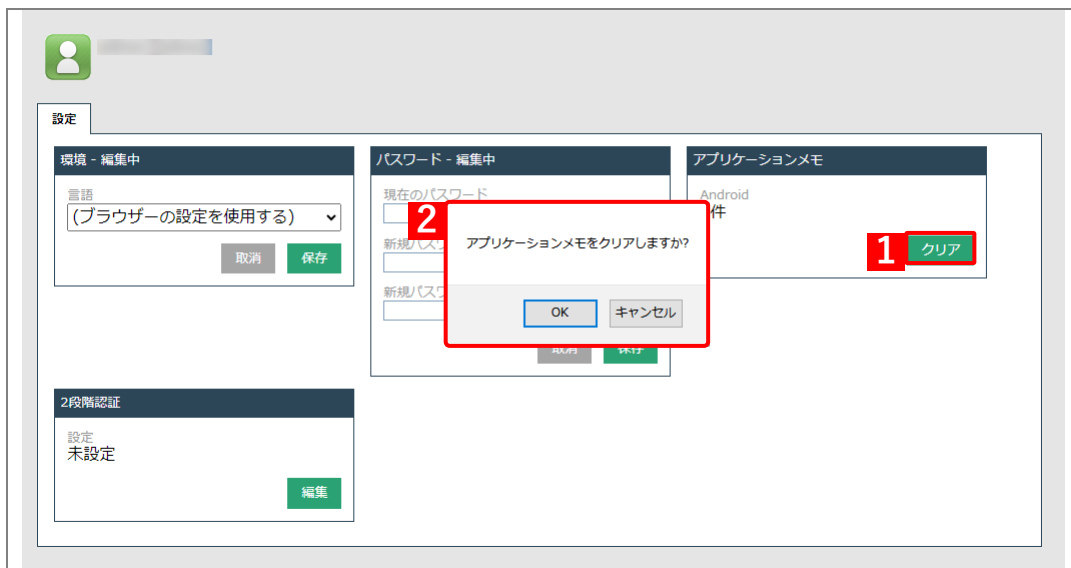 設定
環境 - 編集中
言語
(ブラウザーの設定を使用する)
取消 保存
パスワード - 編集中
現在のパスワード
新規パスワ
新規パスワ
取消 保存
アプリケーションメモ
Android
件
1 クリア
2
アプリケーションメモをクリアしますか?
OK キャンセル
2段階認証
設定
未設定
編集